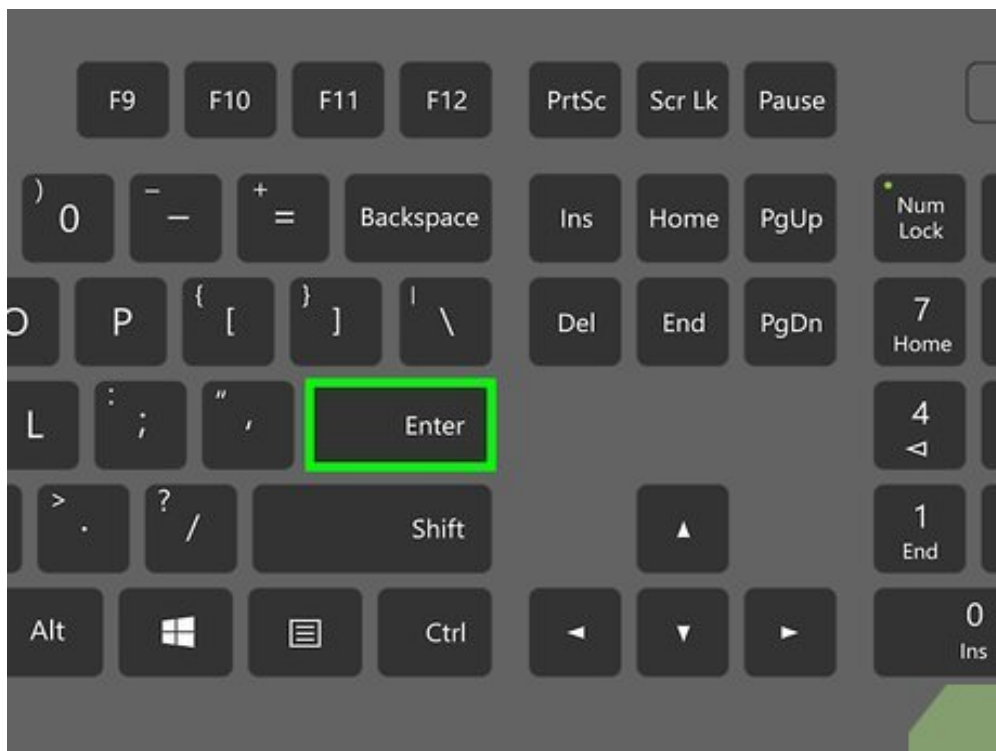 F9 F10 F11 F12 PrtSc Scr Lk Pause
) 0 – – + = Backspace Ins Home PgUp Num
Lock
O P { [ } ] | \ Del End PgDn 7
Home
L : ; " ' Enter 4
> . ? / Shift 1
End
Alt Ctrl 0
Ins